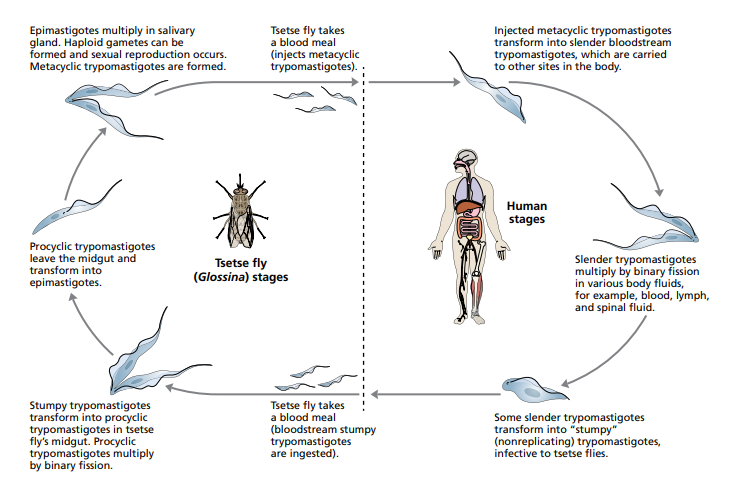 Epimastigotes multiply in salivary
gland. Haploid gametes can be
formed and sexual reproduction occurs.
Metacyclic trypomastigotes are formed.
Tsetse fly takes
a blood meal
(injects metacyclic
trypomastigotes).
Injected metacyclic trypomastigotes
transform into slender bloodstream
trypomastigotes, which are carried
to other sites in the body.
Human
stages
Tsetse fly
(Glossina) stages
Procyclic trypomastigotes
leave the midgut and
transform into
epimastigotes.
Slender trypomastigotes
multiply by binary fission
in various body fluids,
for example, blood, lymph,
and spinal fluid.
Stumpy trypomastigotes
transform into procyclic
trypomastigotes in tsetse
fly's midgut. Procyclic
trypomastigotes multiply
by binary fission.
Tsetse fly takes
a blood meal
(bloodstream stumpy
trypomastigotes
are ingested).
Some slender trypomastigotes
transform into “stumpy”
(nonreplicating) trypomastigotes,
infective to tsetse flies.